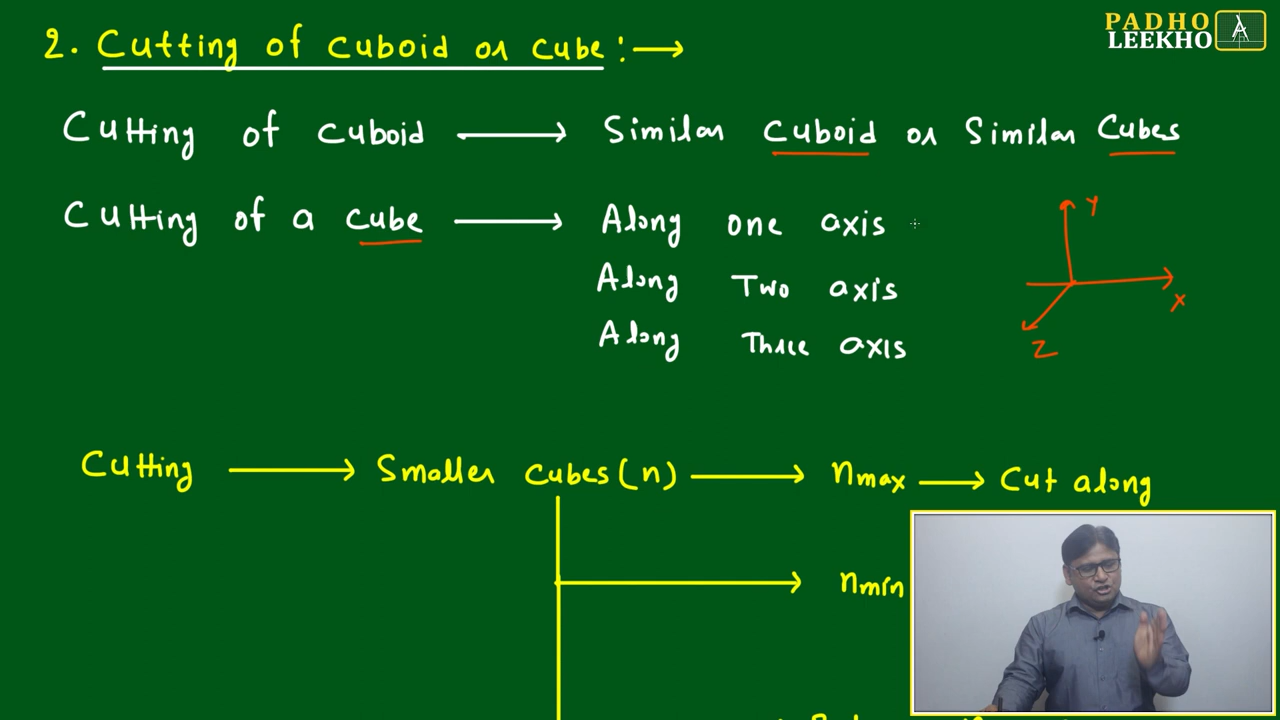 PADHO
LEEKHO
2. Cutting of Cuboid or Cube :→
Cutting of Cuboid → Similar Cuboid or Similar Cubes
Cutting of a Cube → Along one axis
Along Two axis
Along Three axis
Y
X
Z
Cutting → Smaller Cubes (n) → nmax → Cut along
nmin